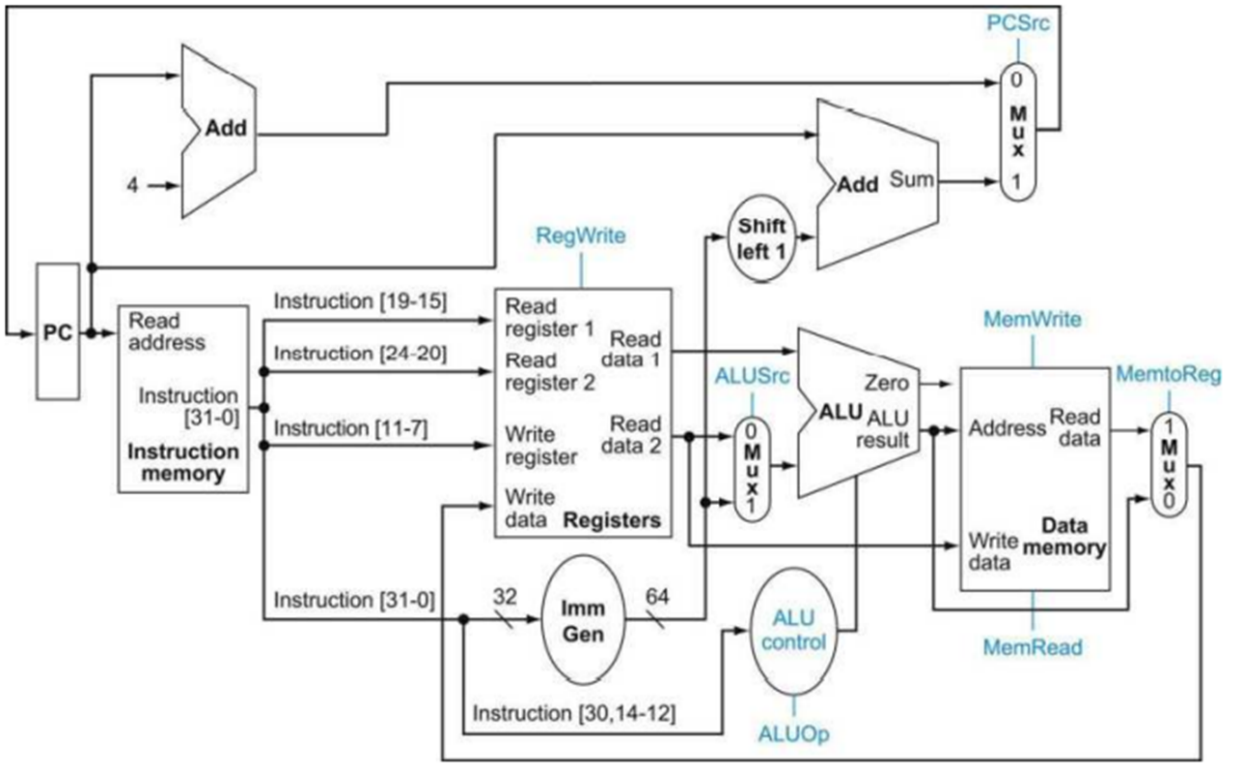 PCSrc
0
M
u
x
1
Add
4
Add Sum
Shift
left 1
RegWrite
PC
Read
address
Instruction
[31-0]
Instruction
memory
Instruction [19-15]
Instruction [24-20]
Instruction [11-7]
Instruction [31-0]
Read
register 1
Read
register 2
Write
register
Write
data
Registers
Read
data 1
Read
data 2
ALUSrc
0
M
u
x
1
Zero
ALU
ALU
result
MemWrite
Address
Read
data
Write
data
Data
memory
MemRead
MemtoReg
1
M
u
x
0
32
Imm
Gen
64
ALU
control
ALUOp
Instruction [30,14-12]